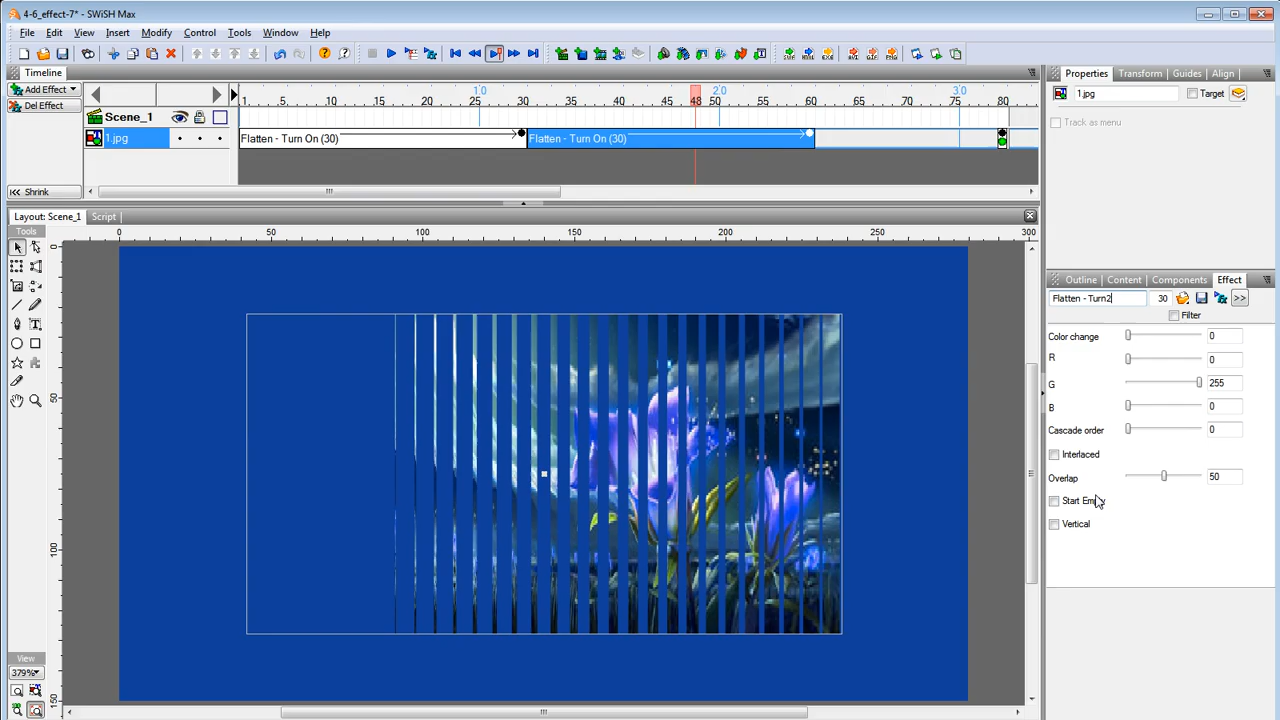 4-6_effect-7* - SWiSH Max
File Edit View Insert Modify Control Tools Window Help
Timeline
Add Effect
Del Effect
Shrink
1 5 10 15 20 25 30 35 40 45 48 55 60 65 70 75 80
1.0 2.0 3.0
Scene_1
1.jpg
Flatten - Turn On (30)
Flatten - Turn On (30)
Layout: Scene_1 Script
Tools
0 50 100 150 200 250 300
0
50
100
150
View
379%
Properties Transform Guides Align
1.jpg Target
Track as menu
Outline Content Components Effect
Flatten - Turn2 30 >>
Filter
Color change 0
R 0
G 255
B 0
Cascade order 0
Interlaced
Overlap 50
Start Em
Vertical